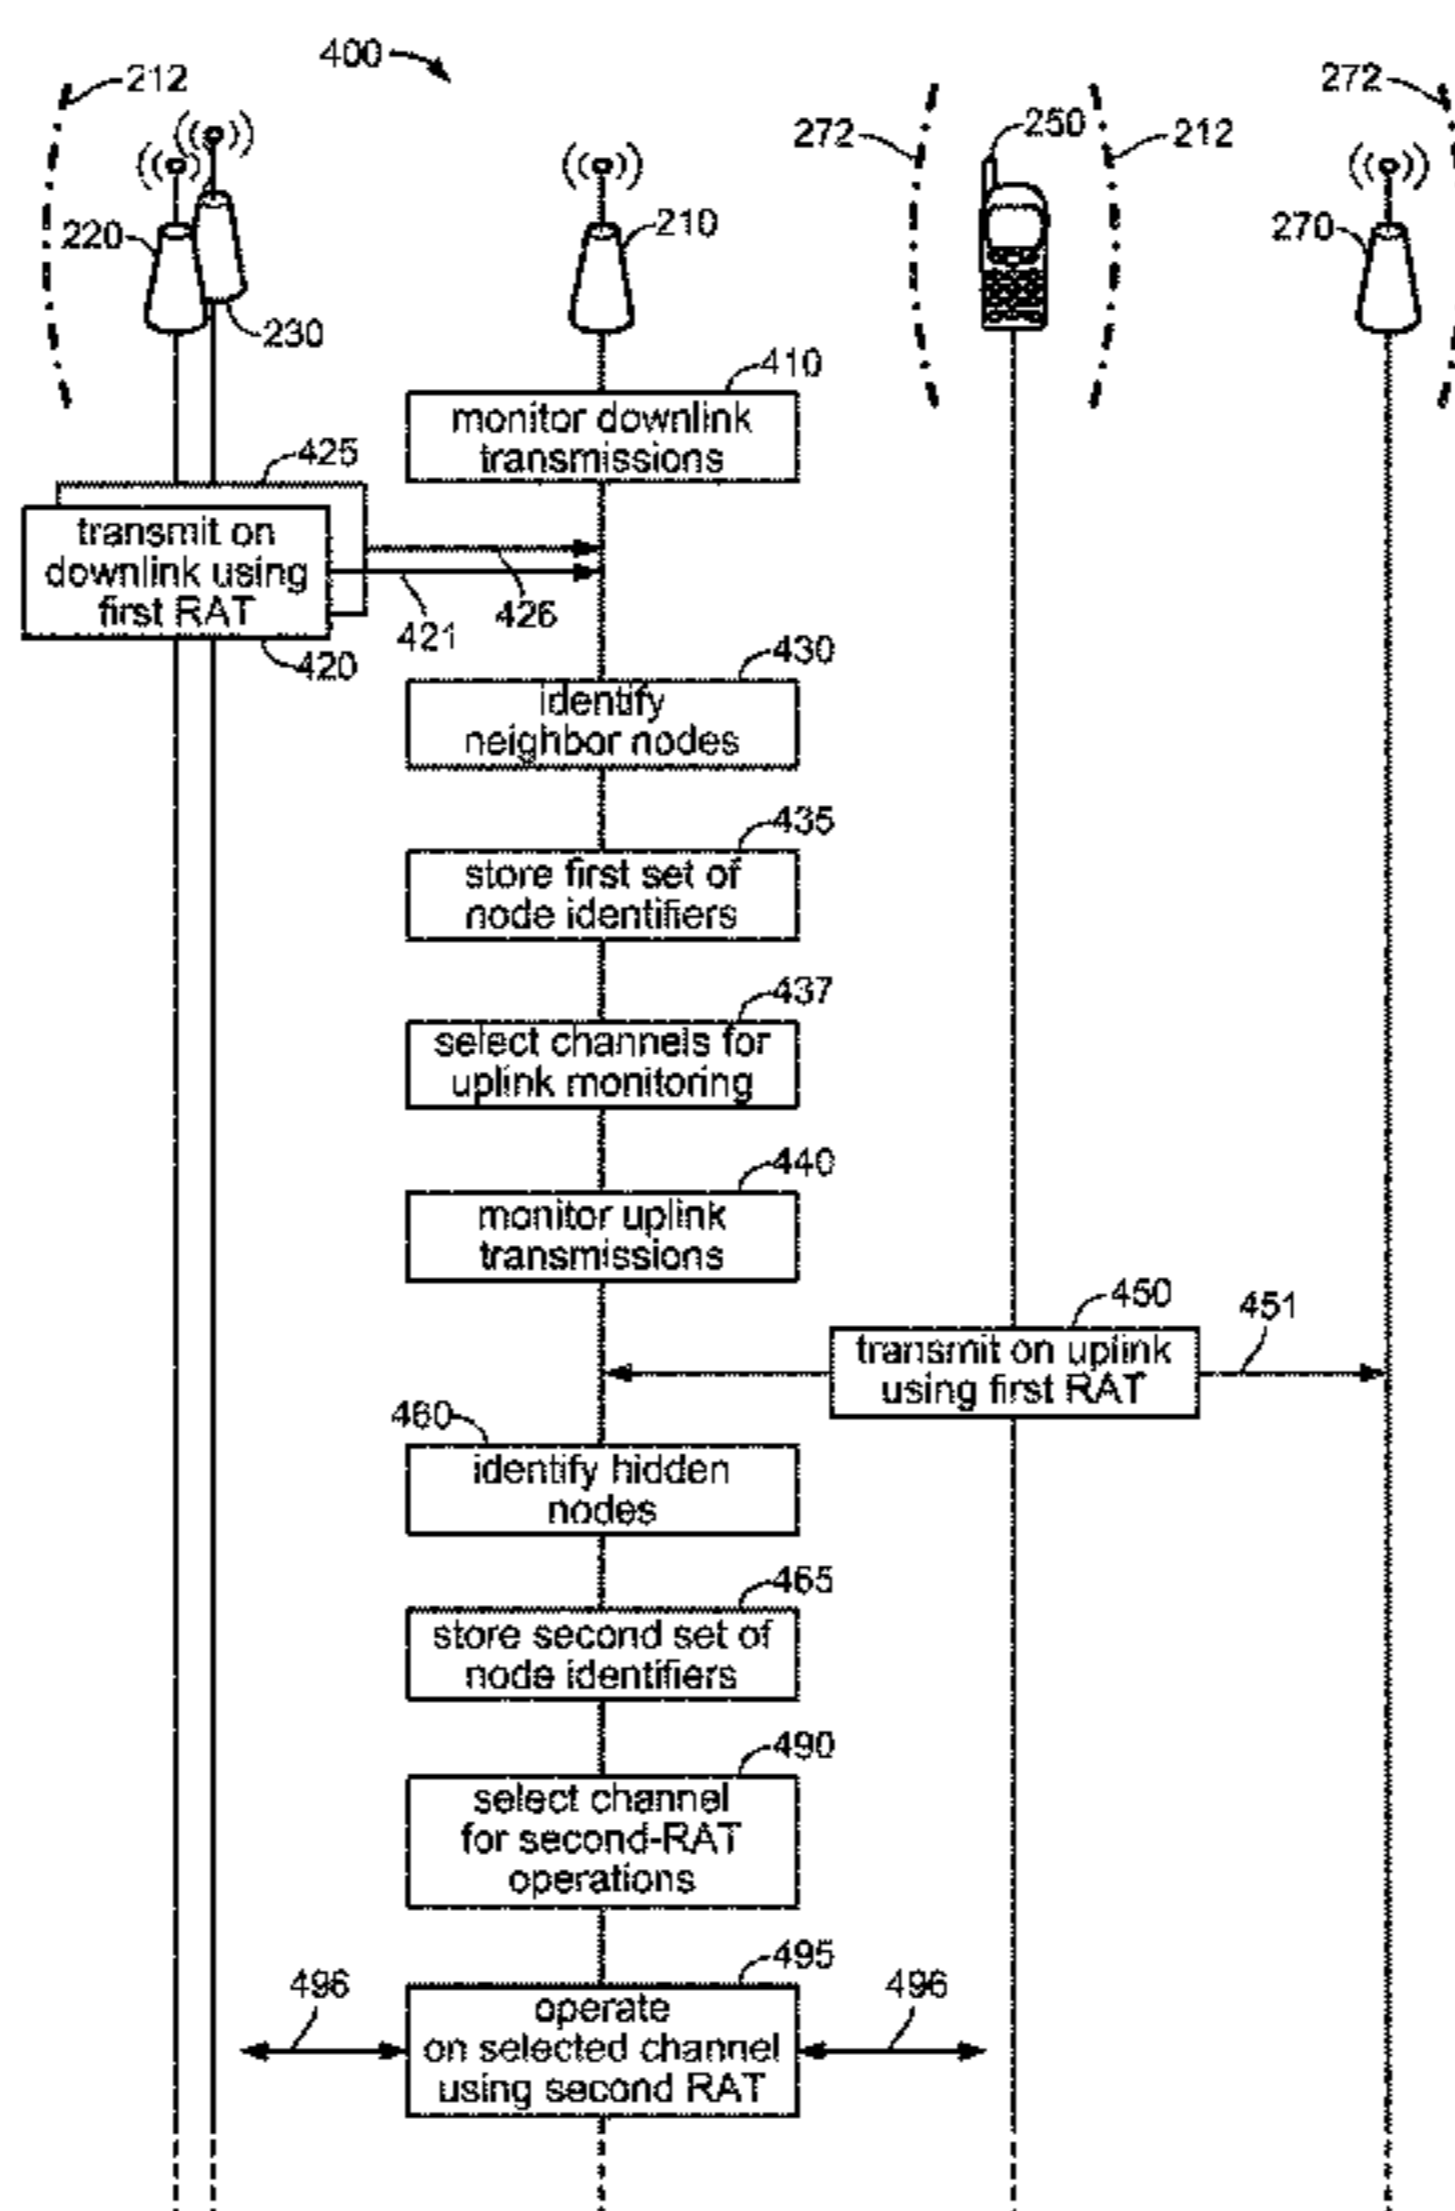 400
212
272
250
212
272
220
210
270
230
410
monitor downlink
transmissions
425
transmit on
downlink using
first RAT
426
421
420
430
identify
neighbor nodes
435
store first set of
node identifiers
437
select channels for
uplink monitoring
440
monitor uplink
transmissions
450
451
transmit on uplink
using first RAT
460
identify hidden
nodes
465
store second set of
node identifiers
490
select channel
for second-RAT
operations
495
496
496
operate
on selected channel
using second RAT